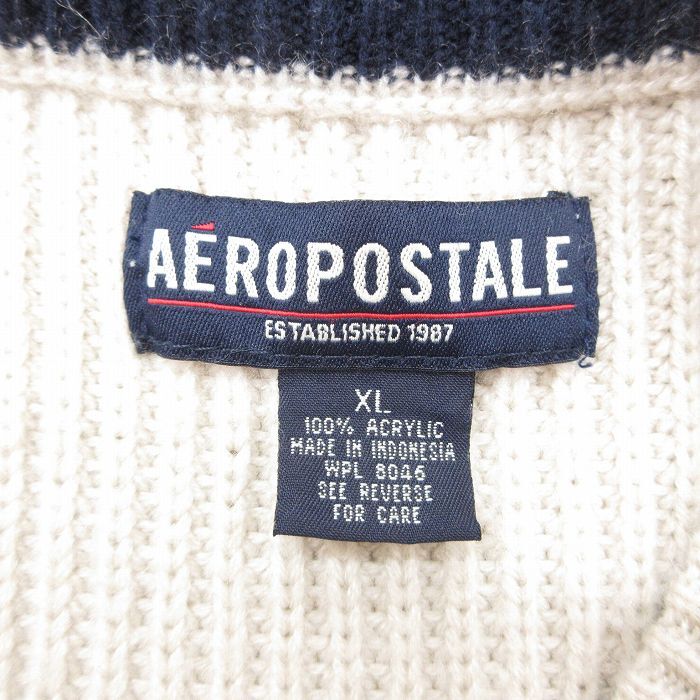 AÉROPOSTALE
ESTABLISHED 1987
XL
100% ACRYLIC
MADE IN INDONESIA
WPL 8046
SEE REVERSE
FOR CARE